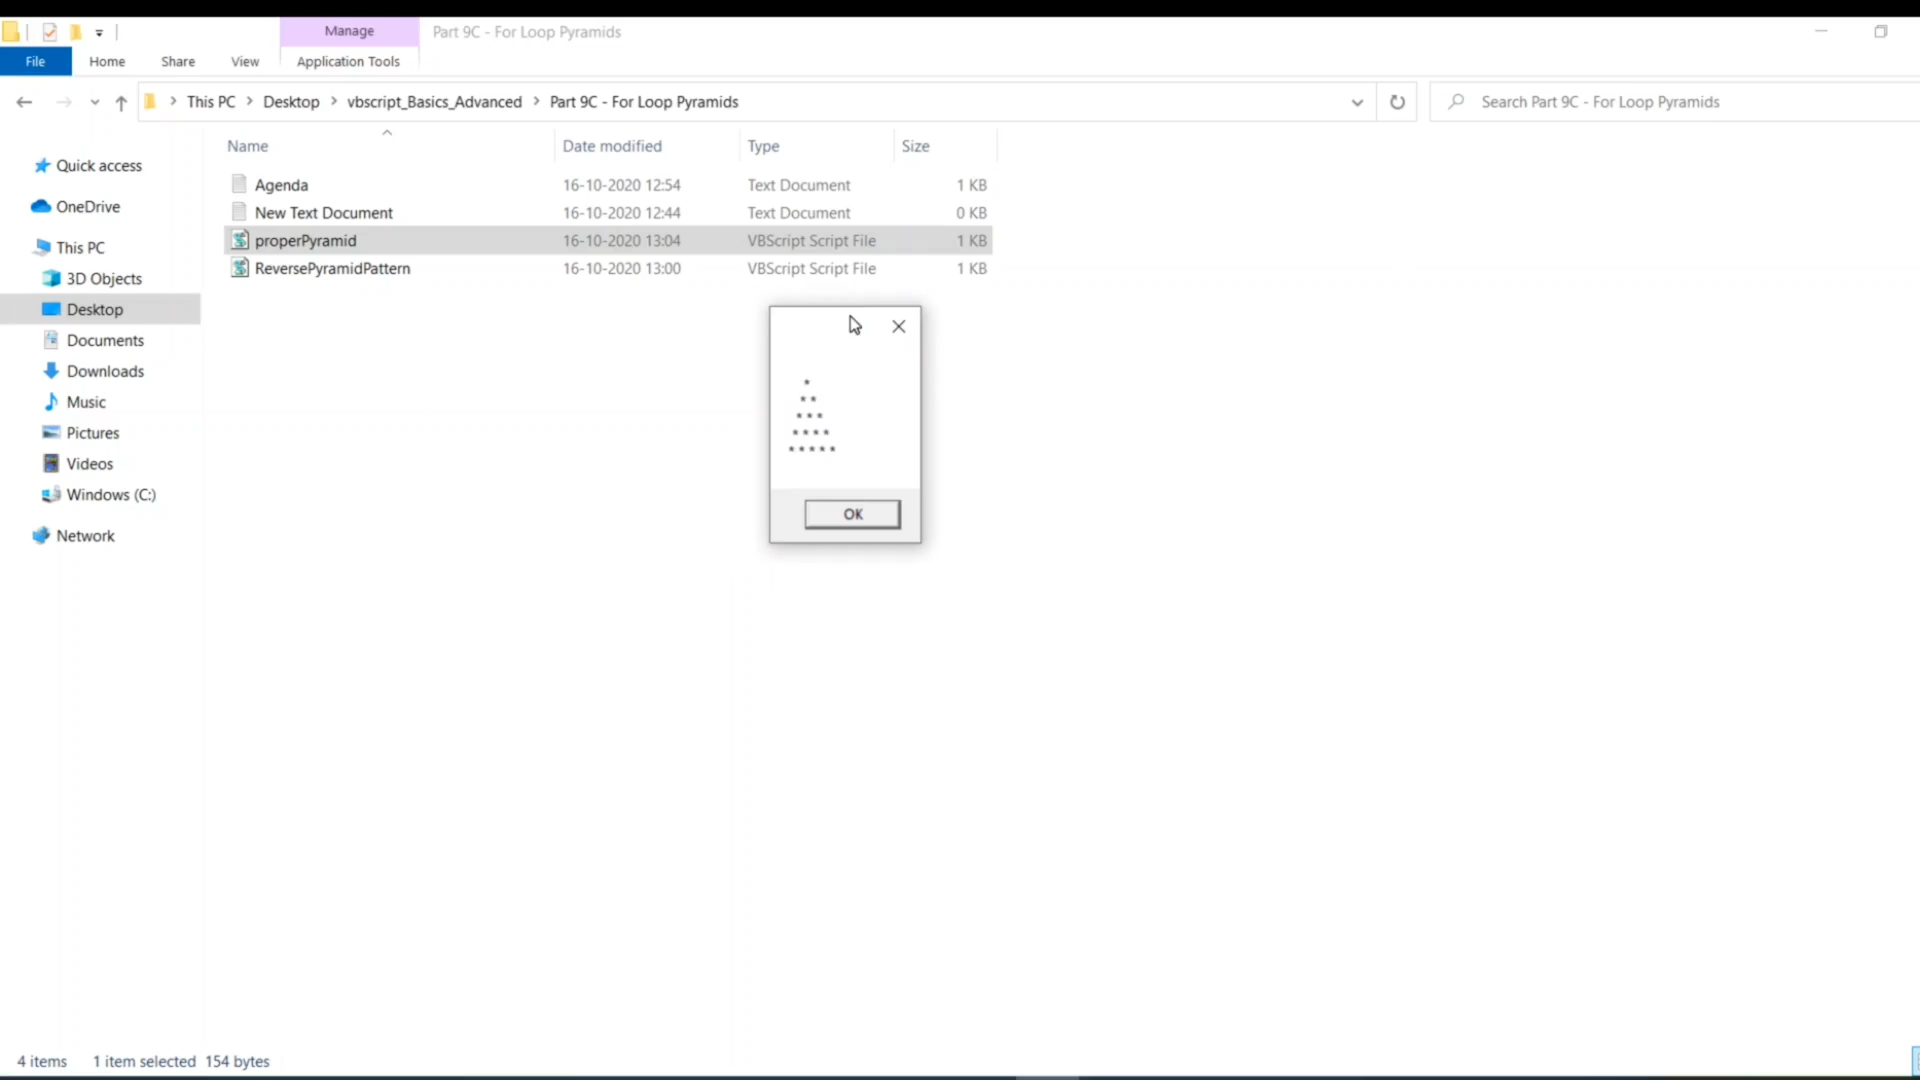 Manage
Part 9C - For Loop Pyramids
File
Home
Share
View
Application Tools
This PC > Desktop > vbscript_Basics_Advanced > Part 9C - For Loop Pyramids
Search Part 9C - For Loop Pyramids
Name
Date modified
Type
Size
Quick access
OneDrive
This PC
3D Objects
Desktop
Documents
Downloads
Music
Pictures
Videos
Windows (C:)
Network
Agenda 16-10-2020 12:54 Text Document 1 KB
New Text Document 16-10-2020 12:44 Text Document 0 KB
properPyramid 16-10-2020 13:04 VBScript Script File 1 KB
ReversePyramidPattern 16-10-2020 13:00 VBScript Script File 1 KB
*
* *
* * *
* * * *
* * * * *
OK
4 items 1 item selected 154 bytes